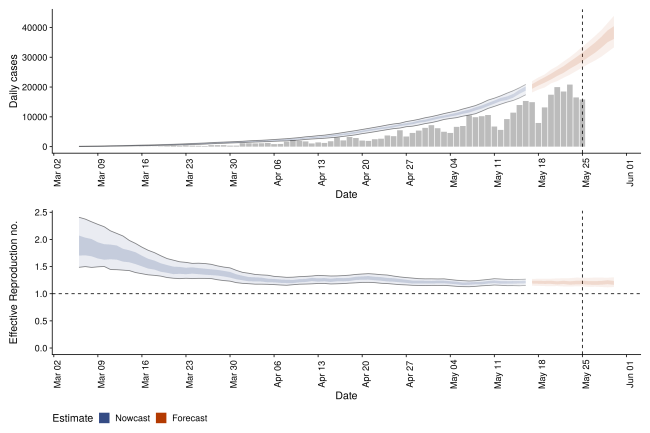 Daily cases
40000
30000
20000
10000
0
Mar 02 Mar 09 Mar 16 Mar 23 Mar 30 Apr 06 Apr 13 Apr 20 Apr 27 May 04 May 11 May 18 May 25 Jun 01
Date
Effective Reproduction no.
2.5
2.0
1.5
1.0
0.5
0.0
Mar 02 Mar 09 Mar 16 Mar 23 Mar 30 Apr 06 Apr 13 Apr 20 Apr 27 May 04 May 11 May 18 May 25 Jun 01
Date
Estimate Nowcast Forecast